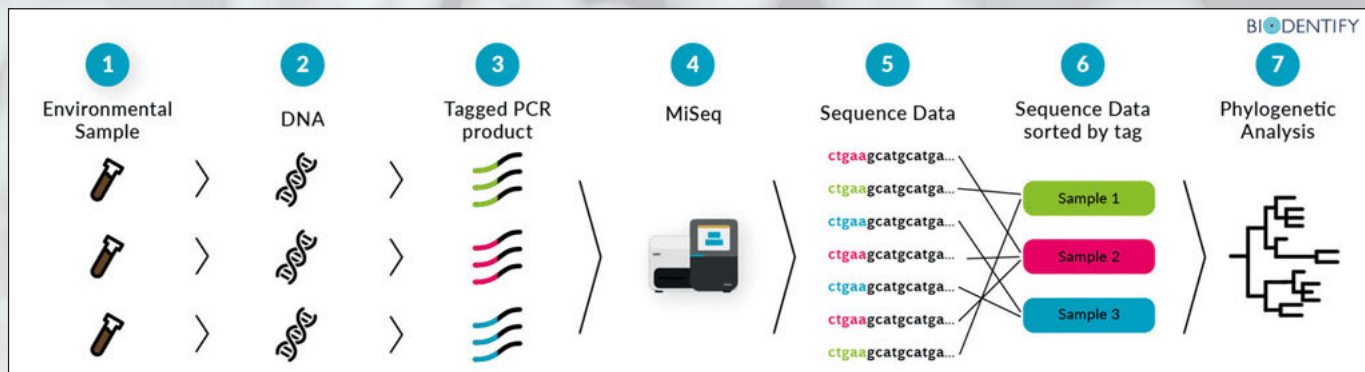 BIODENTIFY
1
2
3
4
5
6
7
Environmental
Sample
DNA
Tagged PCR
product
MiSeq
Sequence Data
Sequence Data
sorted by tag
Phylogenetic
Analysis
ctgaagcatgcatga...
ctgaagcatgcatga...
ctgaagcatgcatga...
ctgaagcatgcatga...
ctgaagcatgcatga...
ctgaagcatgcatga...
ctgaagcatgcatga...
Sample 1
Sample 2
Sample 3